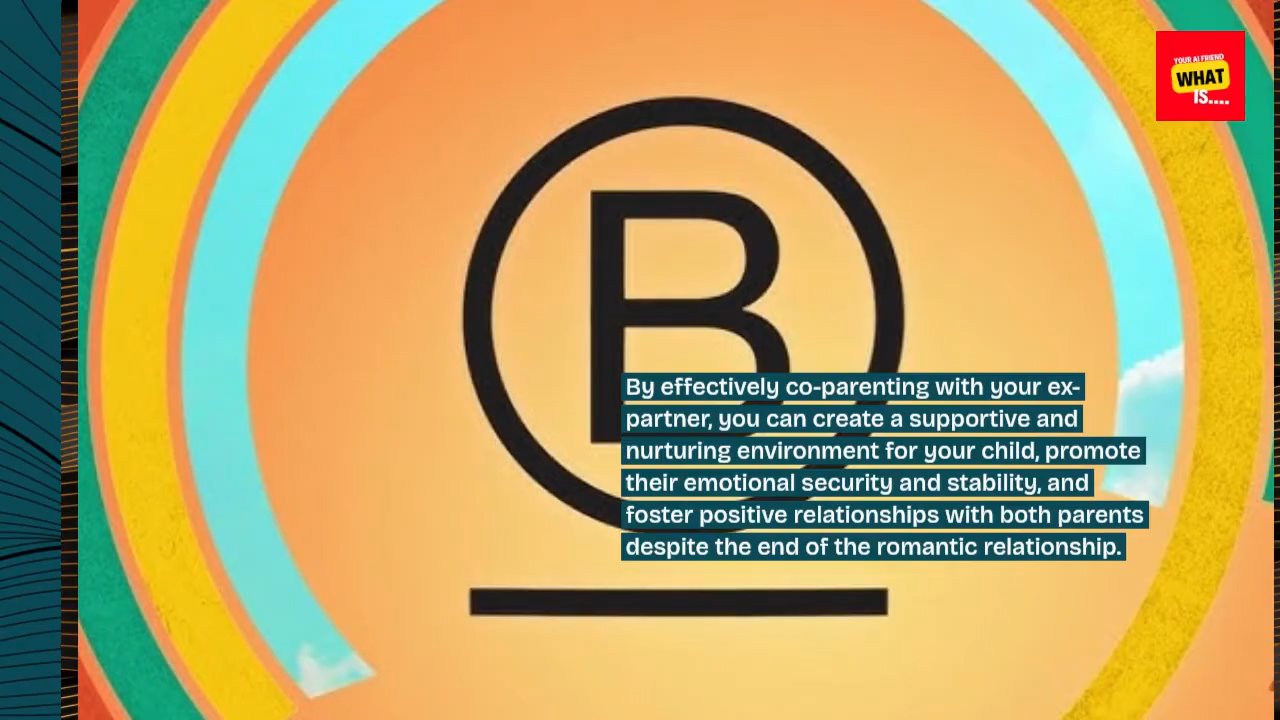 YOUR AI FRIEND
WHAT
IS....
B
By effectively co-parenting with your ex-
partner, you can create a supportive and
nurturing environment for your child, promote
their emotional security and stability, and
foster positive relationships with both parents
despite the end of the romantic relationship.